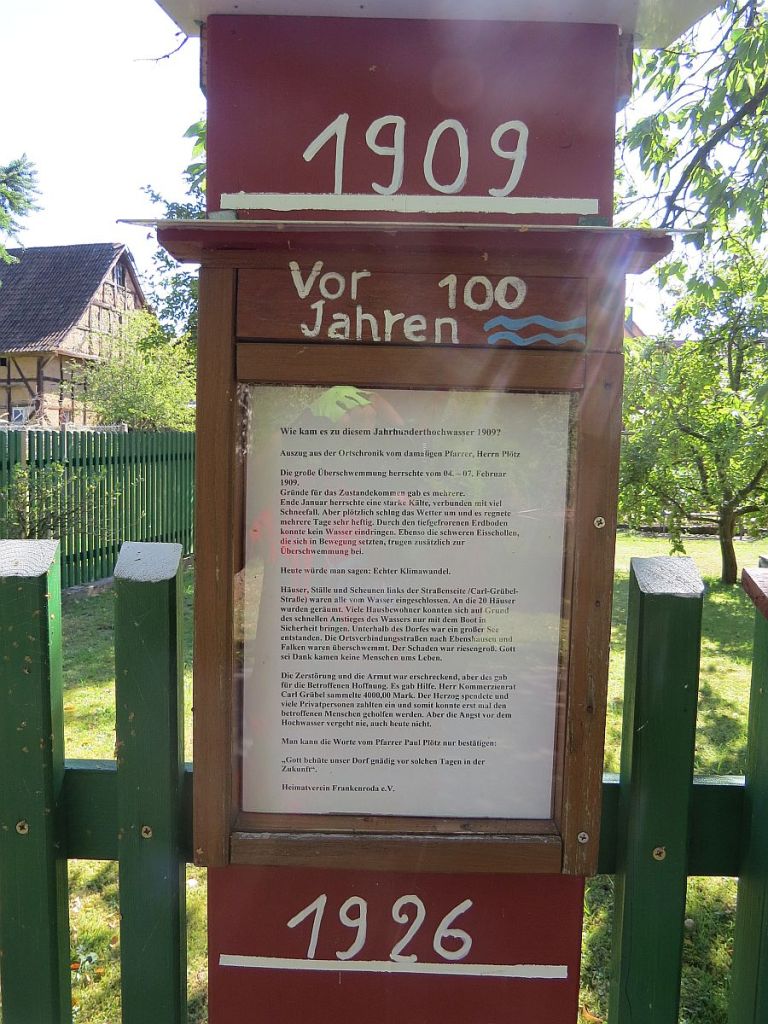 1909
Vor 100
Jahren
Wie kam es zu diesem Jahrhunderthochwasser 1909?
Auszug aus der Ortschronik vom damaligen Pfarrer, Herrn Plötz
Die große Überschwemmung herrschte vom 04. – 07. Februar
1909.
Gründe für das Zustandekommen gab es mehrere.
Ende Januar herrschte eine starke Kälte, verbunden mit viel
Schneefall. Aber plötzlich schlug das Wetter um und es regnete
mehrere Tage sehr heftig. Durch den tiefgefrorenen Erdboden
konnte kein Wasser eindringen. Ebenso die schweren Eisschollen,
die sich in Bewegung setzten, trugen zusätzlich zur
Überschwemmung bei.
Heute würde man sagen: Echter Klimawandel.
Häuser, Ställe und Scheunen links der Straßenseite /Carl-Grübel-
Straße) waren alle vom Wasser eingeschlossen. An die 20 Häuser
wurden geräumt. Viele Hausbewohner konnten sich auf Grund
des schnellen Anstieges des Wassers nur mit dem Boot in
Sicherheit bringen. Unterhalb des Dorfes war ein großer See
entstanden. Die Ortsverbindungsstraßen nach Ebenshausen und
Falken waren überschwemmt. Der Schaden war riesengroß. Gott
sei Dank kamen keine Menschen ums Leben.
Die Zerstörung und die Armut war erschreckend, aber des gab
für die Betroffenen Hoffnung. Es gab Hilfe. Herr Kommerzienrat
Carl Grübel sammelte 4000,00 Mark. Der Herzog spendete und
viele Privatpersonen zahlten ein und somit konnte erst mal den
betroffenen Menschen geholfen werden. Aber die Angst vor dem
Hochwasser vergeht nie, auch heute nicht.
Man kann die Worte vom Pfarrer Paul Plötz nur bestätigen:
„Gott behüte unser Dorf gnädig vor solchen Tagen in der
Zukunft“.
Heimatverein Frankenroda e.V.
1926